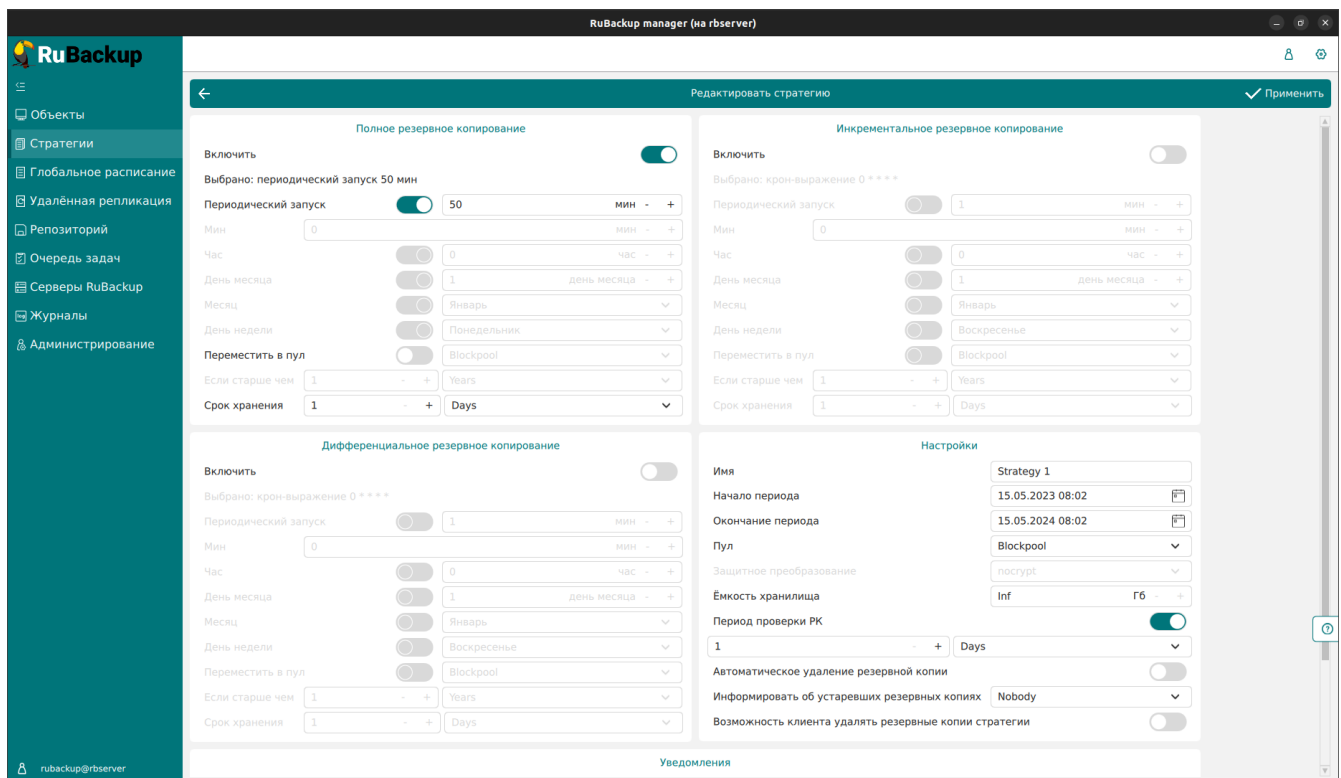 RuBackup manager (на rbserver)
RuBackup
Редактировать стратегию
Применить
Объекты
Стратегии
Глобальное расписание
Удалённая репликация
Репозиторий
Очередь задач
Серверы RuBackup
Журналы
Администрирование
rubackup@rbserver
Полное резервное копирование
Включить
Выбрано: периодический запуск 50 мин
Периодический запуск 50 мин - +
Мин 0 мин - +
Час 0 час - +
День месяца 1 день месяца - +
Месяц Январь
День недели Понедельник
Переместить в пул Blockpool
Если старше чем 1 - + Years
Срок хранения 1 - + Days
Инкрементальное резервное копирование
Включить
Выбрано: крон-выражение 0 * * * *
Периодический запуск 1 мин - +
Мин 0 мин - +
Час 0 час - +
День месяца 1 день месяца - +
Месяц Январь
День недели Воскресенье
Переместить в пул Blockpool
Если старше чем 1 - + Years
Срок хранения 1 - + Days
Дифференциальное резервное копирование
Включить
Выбрано: крон-выражение 0 * * * *
Периодический запуск 1 мин - +
Мин 0 мин - +
Час 0 час - +
День месяца 1 день месяца - +
Месяц Январь
День недели Воскресенье
Переместить в пул Blockpool
Если старше чем 1 - + Years
Срок хранения 1 - + Days
Настройки
Имя Strategy 1
Начало периода 15.05.2023 08:02
Окончание периода 15.05.2024 08:02
Пул Blockpool
Защитное преобразование nocrypt
Ёмкость хранилища Inf Гб - +
Период проверки РК
1 - + Days
Автоматическое удаление резервной копии
Информировать об устаревших резервных копиях Nobody
Возможность клиента удалять резервные копии стратегии
Уведомления